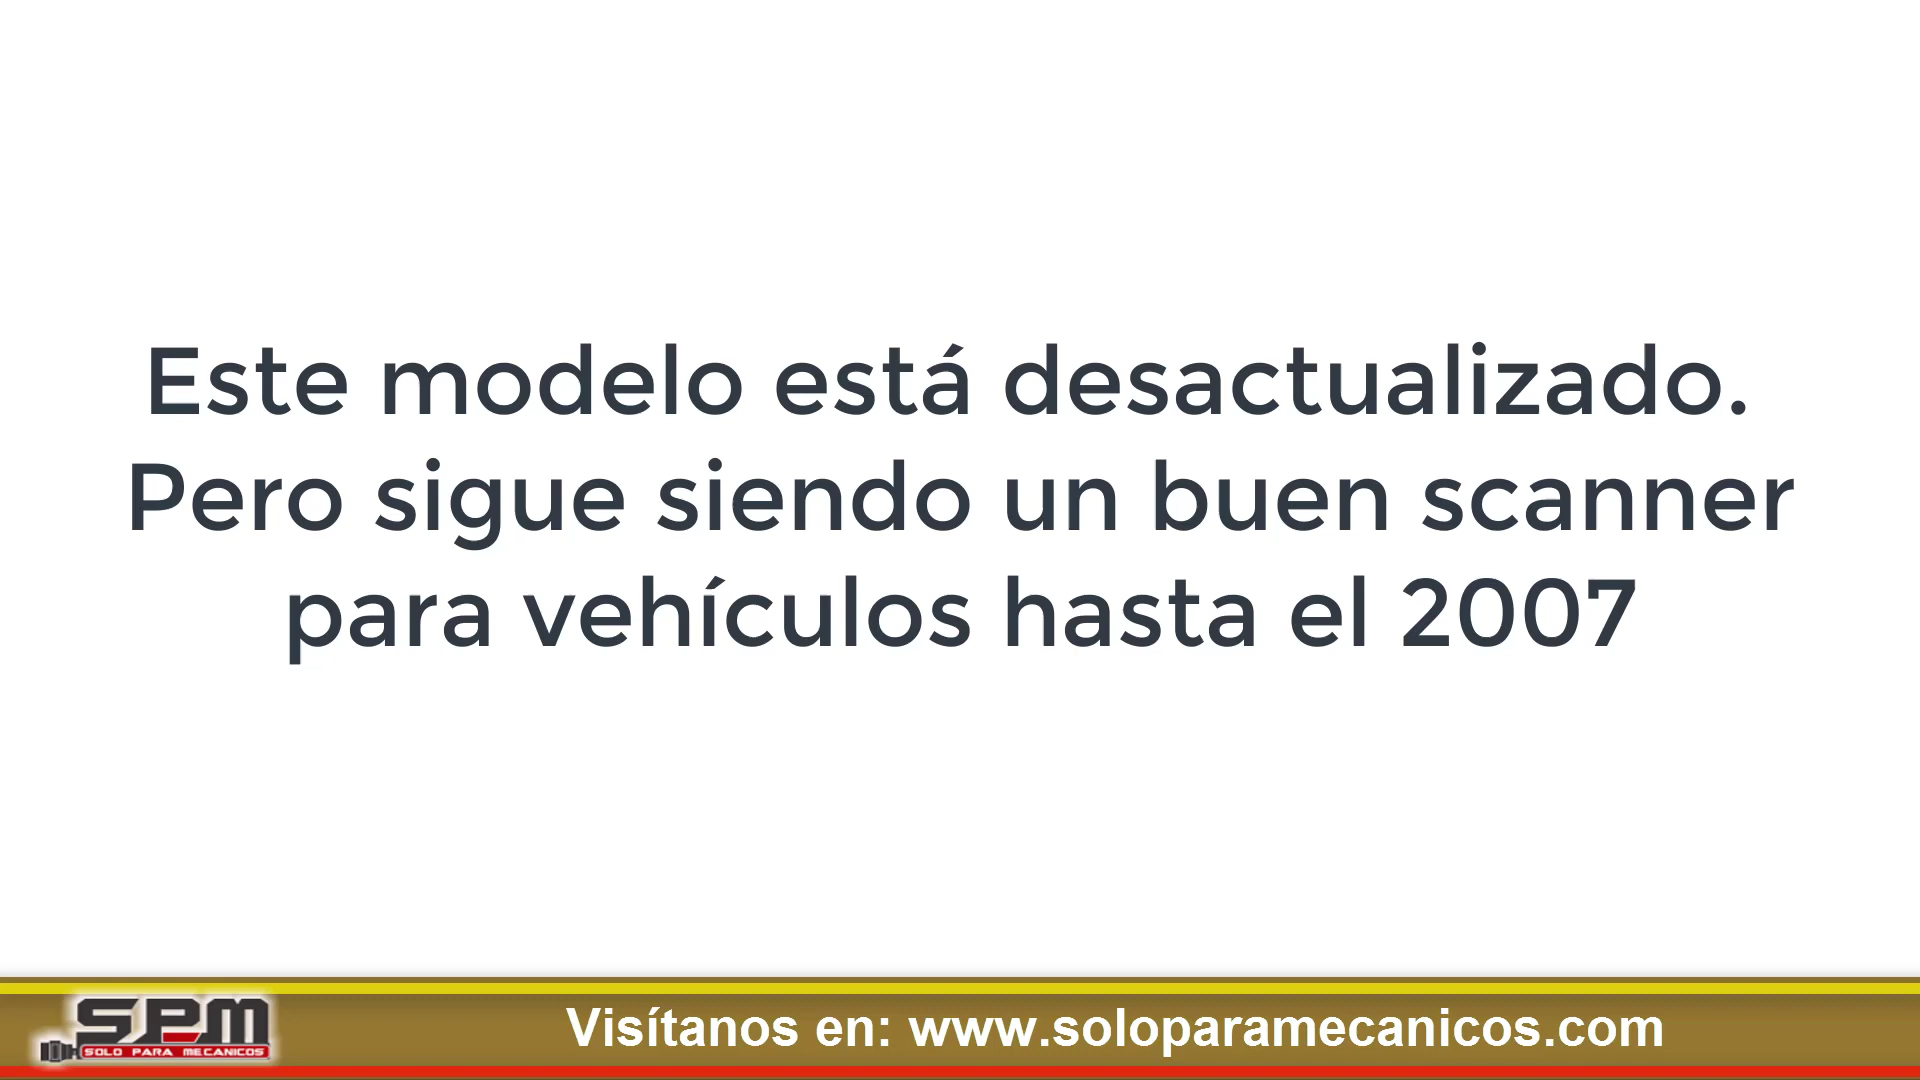 Este modelo está desactualizado.
Pero sigue siendo un buen scanner
para vehículos hasta el 2007
SPM
SOLO PARA MECANICOS
Visítanos en: www.soloparamecanicos.com